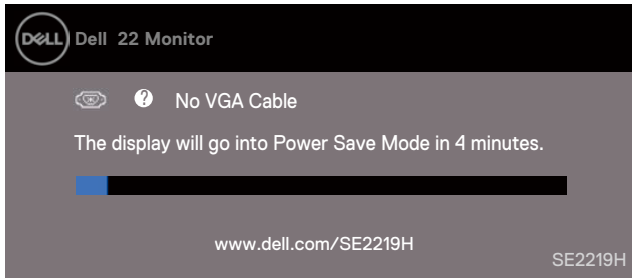 DELL Dell 22 Monitor
? No VGA Cable
The display will go into Power Save Mode in 4 minutes.
www.dell.com/SE2219H
SE2219H